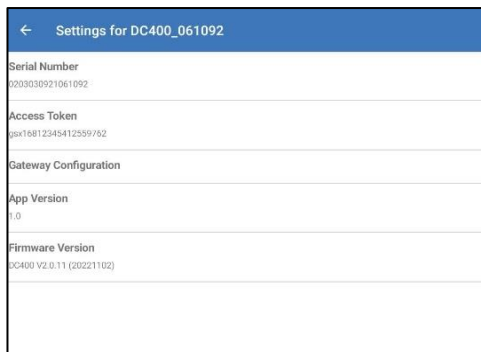 Settings for DC400_061092
Serial Number
0203030921061092
Access Token
gsx16812345412559762
Gateway Configuration
App Version
1.0
Firmware Version
DC400 V2.0.11 (20221102)